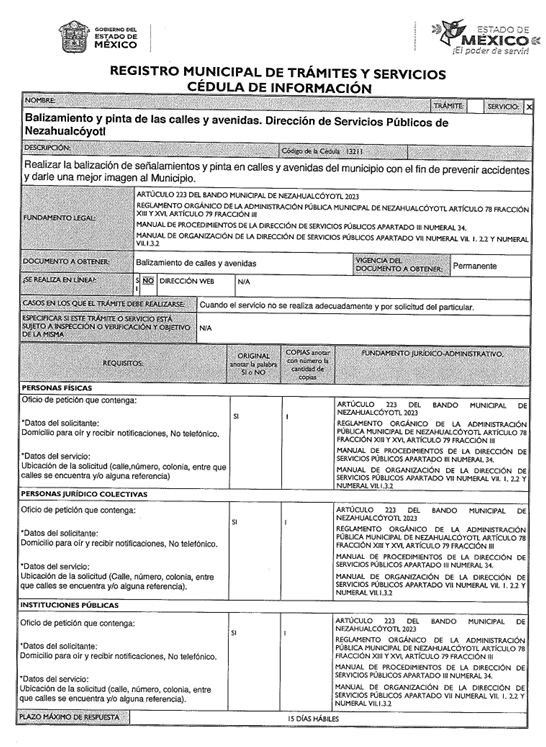 GOBIERNO DEL
ESTADO DE
MÉXICO
ESTADO DE
MÉXICO
¡El poder de servir!
REGISTRO MUNICIPAL DE TRÁMITES Y SERVICIOS
CÉDULA DE INFORMACIÓN
NOMBRE: TRÁMITE: SERVICIO: X
Balizamiento y pinta de las calles y avenidas. Dirección de Servicios Públicos de
Nezahualcóyotl
DESCRIPCIÓN: Código de la Cédula 13211
Realizar la balización de señalamientos y pinta en calles y avenidas del municipio con el fin de prevenir accidentes
y darle una mejor imagen al Municipio.
FUNDAMENTO LEGAL:
ARTÚCULO 223 DEL BANDO MUNICIPAL DE NEZAHUALCÓYOTL 2023
REGLAMENTO ORGÁNICO DE LA ADMINISTRACIÓN PÚBLICA MUNICIPAL DE NEZAHUALCÓYOTL ARTÍCULO 78 FRACCIÓN
XIII Y XVI, ARTÍCULO 79 FRACCIÓN III
MANUAL DE PROCEDIMIENTOS DE LA DIRECCIÓN DE SERVICIOS PÚBLICOS APARTADO III NUMERAL 34.
MANUAL DE ORGANIZACIÓN DE LA DIRECCIÓN DE SERVICIOS PÚBLICOS APARTADO VII NUMERAL VII. 1. 2.2 Y NUMERAL
VII.1.3.2
DOCUMENTO A OBTENER: Balizamiento de calles y avenidas VIGENCIA DEL
DOCUMENTO A OBTENER: Permanente
¿SE REALIZA EN LÍNEA?: SI NO DIRECCIÓN WEB N/A
CASOS EN LOS QUE EL TRÁMITE DEBE REALIZARSE: Cuando el servicio no se realiza adecuadamente y por solicitud del particular.
ESPECIFICAR SI ESTE TRÁMITE O SERVICIO ESTÁ
SUJETO A INSPECCIÓN O VERIFICACIÓN Y OBJETIVO
DE LA MISMA N/A
REQUISITOS:
ORIGINAL
anotar la palabra
SI o NO
COPIAS anotar
con número la
cantidad de
copias
FUNDAMENTO JURÍDICO-ADMINISTRATIVO.
PERSONAS FÍSICAS
Oficio de petición que contenga:
*Datos del solicitante:
Domicilio para oír y recibir notificaciones, No telefónico.
*Datos del servicio:
Ubicación de la solicitud (calle,número, colonia, entre que
calles se encuentra y/o alguna referencia)
SI
1
ARTÚCULO 223 DEL BANDO MUNICIPAL DE
NEZAHUALCÓYOTL 2023
REGLAMENTO ORGÁNICO DE LA ADMINISTRACIÓN
PÚBLICA MUNICIPAL DE NEZAHUALCÓYOTL ARTÍCULO 78
FRACCIÓN XIII Y XVI, ARTÍCULO 79 FRACCIÓN III
MANUAL DE PROCEDIMIENTOS DE LA DIRECCIÓN DE
SERVICIOS PÚBLICOS APARTADO III NUMERAL 34.
MANUAL DE ORGANIZACIÓN DE LA DIRECCIÓN DE
SERVICIOS PÚBLICOS APARTADO VII NUMERAL VII. 1. 2.2 Y
NUMERAL VII.1.3.2
PERSONAS JURÍDICO COLECTIVAS
Oficio de petición que contenga:
*Datos del solicitante:
Domicilio para oír y recibir notificaciones, No telefónico.
*Datos del servicio:
Ubicación de la solicitud (Calle, número, colonia, entre
que calles se encuentra y/o alguna referencia).
SI
1
ARTÚCULO 223 DEL BANDO MUNICIPAL DE
NEZAHUALCÓYOTL 2023
REGLAMENTO ORGÁNICO DE LA ADMINISTRACIÓN
PÚBLICA MUNICIPAL DE NEZAHUALCÓYOTL ARTÍCULO 78
FRACCIÓN XIII Y XVI, ARTÍCULO 79 FRACCIÓN III
MANUAL DE PROCEDIMIENTOS DE LA DIRECCIÓN DE
SERVICIOS PÚBLICOS APARTADO III NUMERAL 34.
MANUAL DE ORGANIZACIÓN DE LA DIRECCIÓN DE
SERVICIOS PÚBLICOS APARTADO VII NUMERAL VII. 1. 2.2 Y
NUMERAL VII.1.3.2
INSTITUCIONES PÚBLICAS
Oficio de petición que contenga:
*Datos del solicitante:
Domicilio para oír y recibir notificaciones, No telefónico.
*Datos del servicio:
Ubicación de la solicitud (calle, número, colonia, entre
que calles se encuentra y/o alguna referencia).
SI
1
ARTÚCULO 223 DEL BANDO MUNICIPAL DE
NEZAHUALCÓYOTL 2023
REGLAMENTO ORGÁNICO DE LA ADMINISTRACIÓN
PÚBLICA MUNICIPAL DE NEZAHUALCÓYOTL ARTÍCULO 78
FRACCIÓN XIII Y XVI, ARTÍCULO 79 FRACCIÓN III
MANUAL DE PROCEDIMIENTOS DE LA DIRECCIÓN DE
SERVICIOS PÚBLICOS APARTADO III NUMERAL 34.
MANUAL DE ORGANIZACIÓN DE LA DIRECCIÓN DE
SERVICIOS PÚBLICOS APARTADO VII NUMERAL VII. 1. 2.2 Y
NUMERAL VII.1.3.2
PLAZO MÁXIMO DE RESPUESTA 15 DÍAS HÁBILES